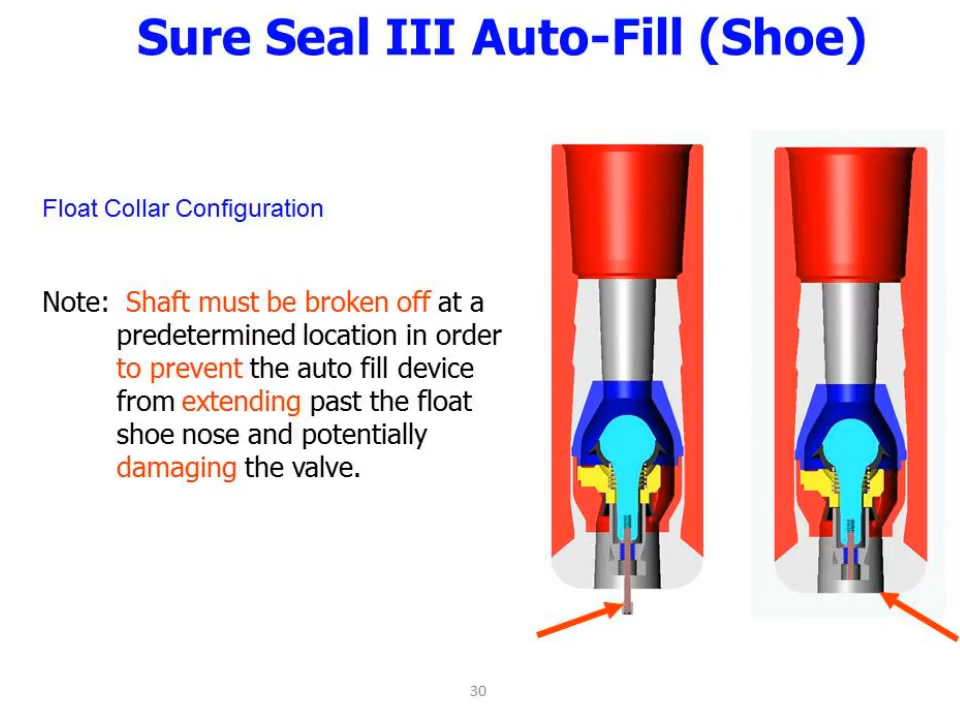 Sure Seal III Auto-Fill (Shoe)
Float Collar Configuration
Note: Shaft must be broken off at a
predetermined location in order
to prevent the auto fill device
from extending past the float
shoe nose and potentially
damaging the valve.
30